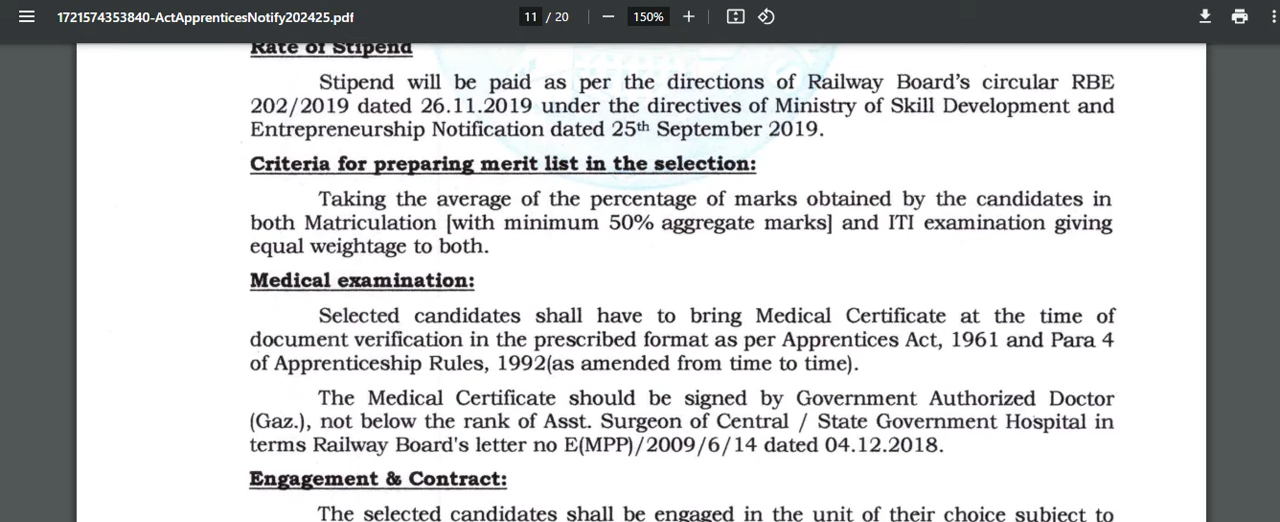 1721574353840-ActApprenticesNotify202425.pdf 11 / 20 150%
Rate of Stipend
Stipend will be paid as per the directions of Railway Board's circular RBE
202/2019 dated 26.11.2019 under the directives of Ministry of Skill Development and
Entrepreneurship Notification dated 25th September 2019.
Criteria for preparing merit list in the selection:
Taking the average of the percentage of marks obtained by the candidates in
both Matriculation [with minimum 50% aggregate marks] and ITI examination giving
equal weightage to both.
Medical examination:
Selected candidates shall have to bring Medical Certificate at the time of
document verification in the prescribed format as per Apprentices Act, 1961 and Para 4
of Apprenticeship Rules, 1992(as amended from time to time).
The Medical Certificate should be signed by Government Authorized Doctor
(Gaz.), not below the rank of Asst. Surgeon of Central / State Government Hospital in
terms Railway Board's letter no E(MPP)/2009/6/14 dated 04.12.2018.
Engagement & Contract:
The selected candidates shall be engaged in the unit of their choice subject to